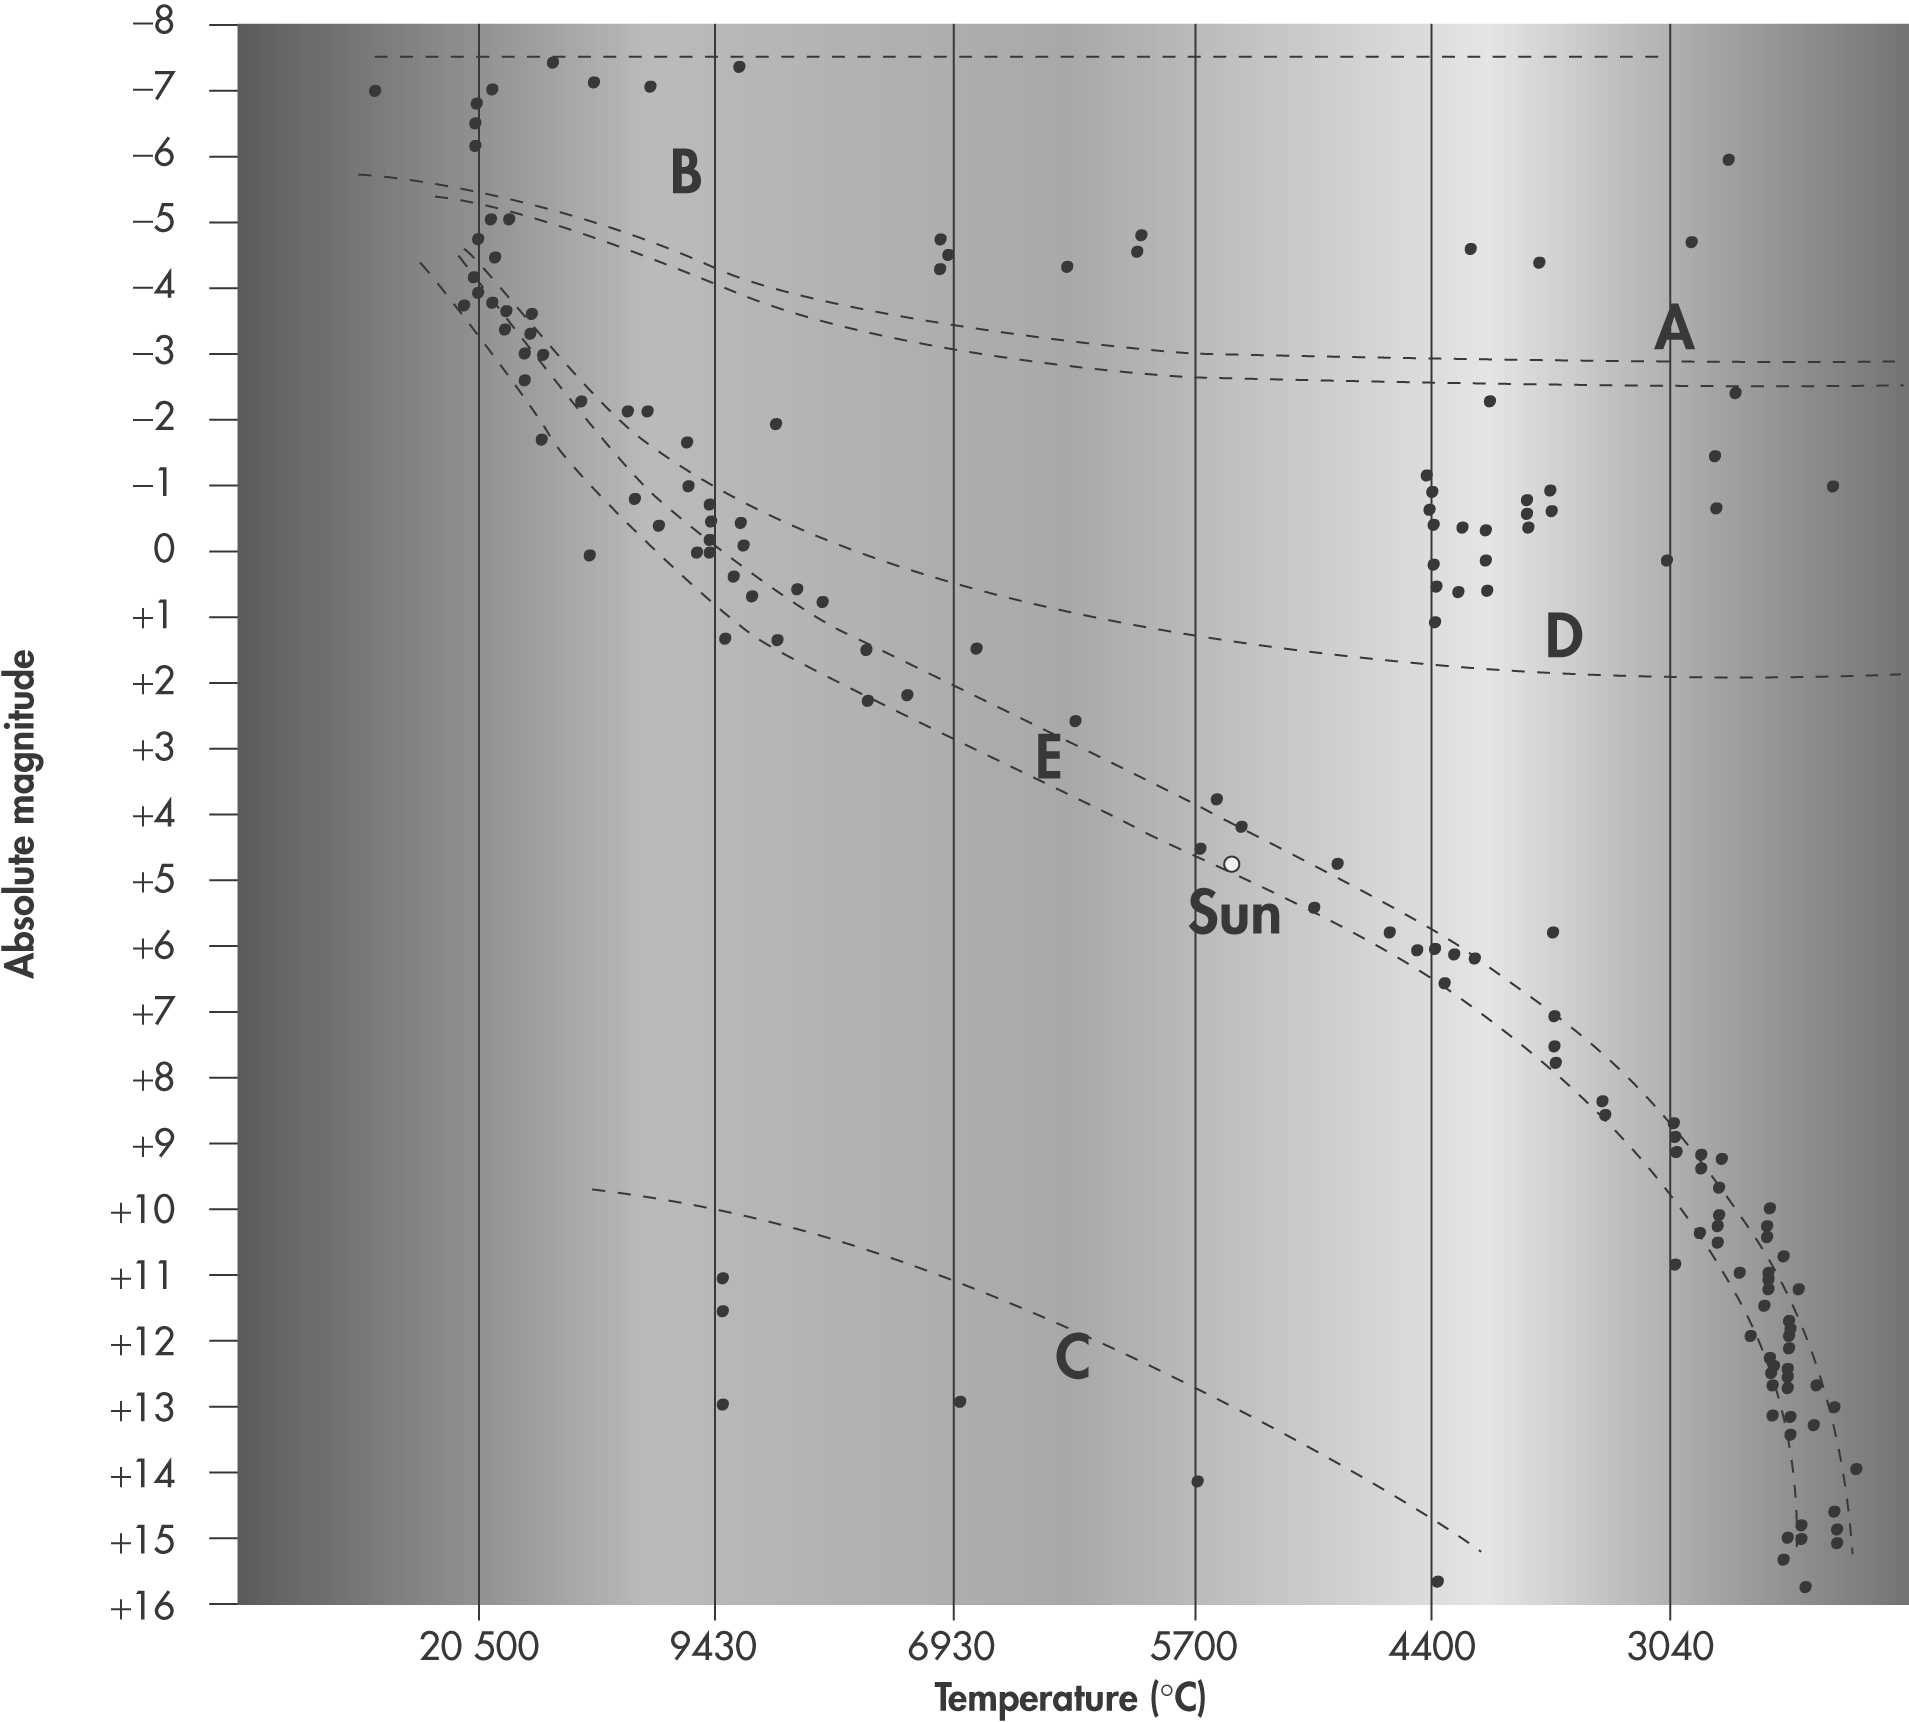 −8
−7
−6
−5
−4
−3
−2
−1
0
+1
+2
+3
+4
+5
+6
+7
+8
+9
+10
+11
+12
+13
+14
+15
+16
Absolute magnitude
B
A
D
E
Sun
C
20 500 9430 6930 5700 4400 3040
Temperature (°C)